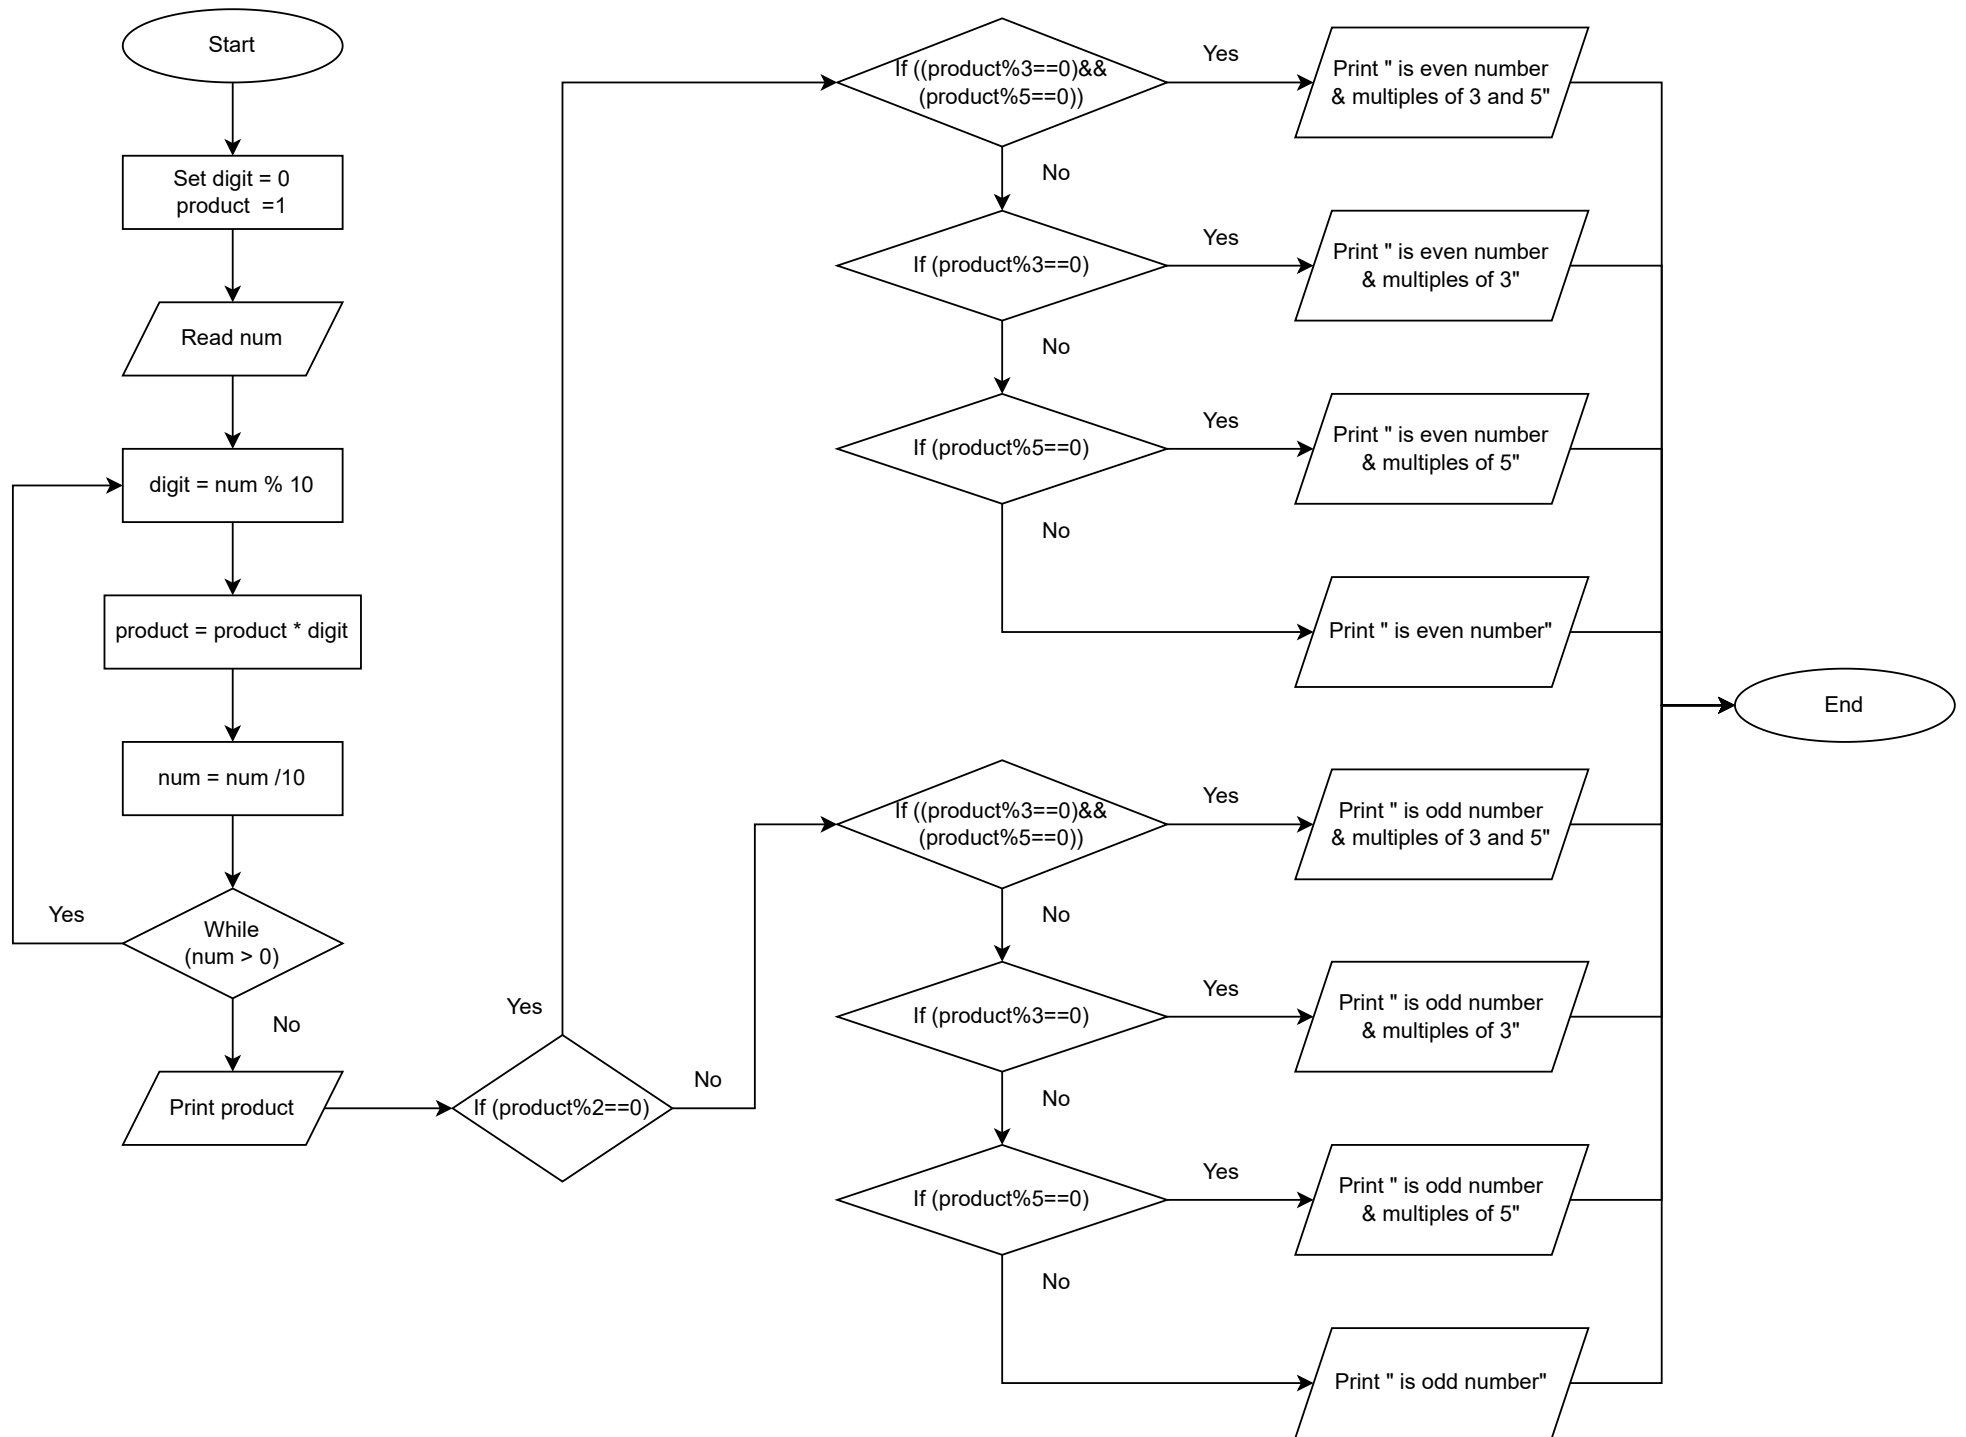 Start
Set digit = 0
product  =1
Read num
digit = num % 10
product = product * digit
num = num /10
While
(num > 0)
Yes
No
Print product
If (product%2==0)
Yes
No
If ((product%3==0)&&
(product%5==0))
Yes
Print " is even number
& multiples of 3 and 5"
No
If (product%3==0)
Yes
Print " is even number
& multiples of 3"
No
If (product%5==0)
Yes
Print " is even number
& multiples of 5"
No
Print " is even number"
If ((product%3==0)&&
(product%5==0))
Yes
Print " is odd number
& multiples of 3 and 5"
No
If (product%3==0)
Yes
Print " is odd number
& multiples of 3"
No
If (product%5==0)
Yes
Print " is odd number
& multiples of 5"
No
Print " is odd number"
End